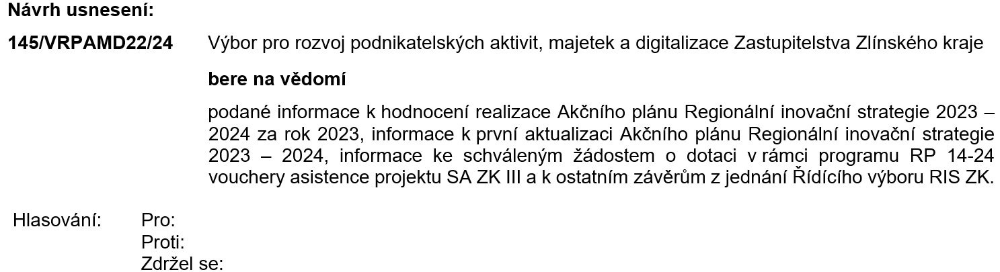 Návrh usnesení:
145/VRPAMD22/24 Výbor pro rozvoj podnikatelských aktivit, majetek a digitalizace Zastupitelstva Zlínského kraje
bere na vědomí
podané informace k hodnocení realizace Akčního plánu Regionální inovační strategie 2023 –
2024 za rok 2023, informace k první aktualizaci Akčního plánu Regionální inovační strategie
2023 – 2024, informace ke schváleným žádostem o dotaci v rámci programu RP 14-24
vouchery asistence projektu SA ZK III a k ostatním závěrům z jednání Řídícího výboru RIS ZK.
Hlasování: Pro:
Proti:
Zdržel se: